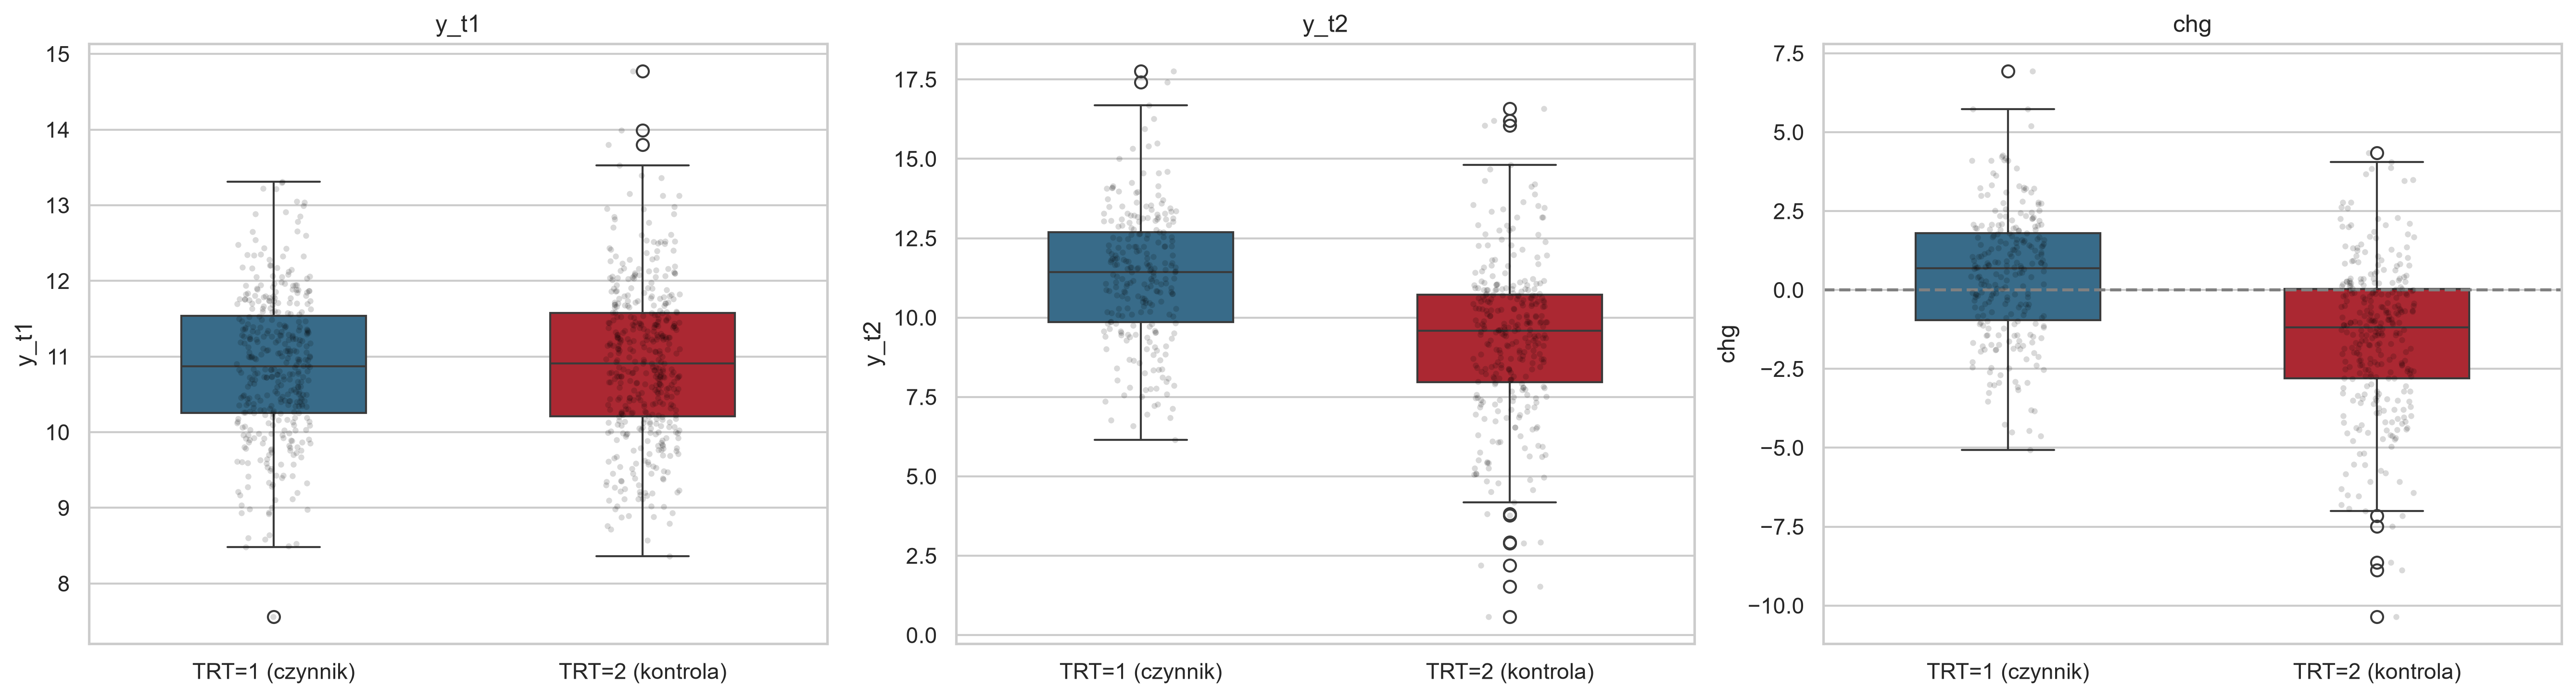 y_t1
y_t1
15
14
13
12
11
10
9
8
TRT=1 (czynnik)
TRT=2 (kontrola)
y_t2
y_t2
17.5
15.0
12.5
10.0
7.5
5.0
2.5
0.0
TRT=1 (czynnik)
TRT=2 (kontrola)
chg
chg
7.5
5.0
2.5
0.0
−2.5
−5.0
−7.5
−10.0
TRT=1 (czynnik)
TRT=2 (kontrola)